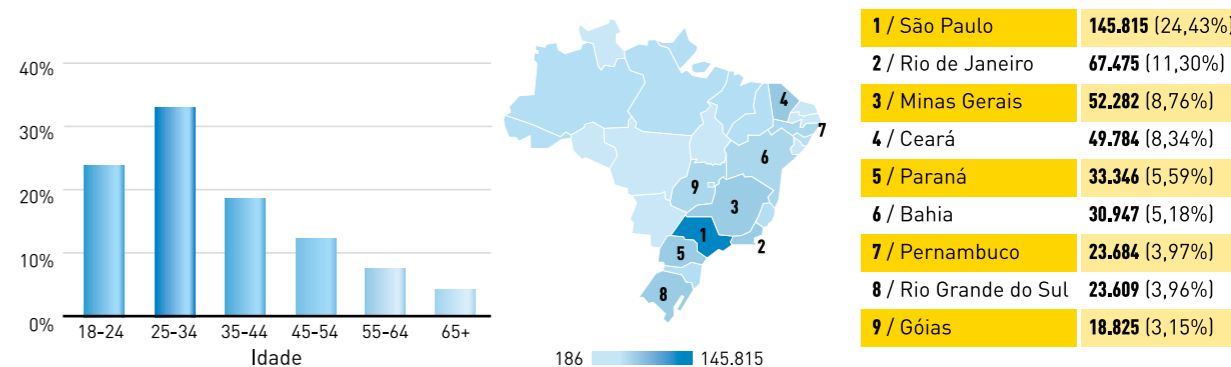 40%
30%
20%
10%
0%
18-24 25-34 35-44 45-54 55-64 65+
Idade
4
7
6
9
3
1
2
5
8
186 145.815
1 / São Paulo 145.815 (24,43%)
2 / Rio de Janeiro 67.475 (11,30%)
3 / Minas Gerais 52.282 (8,76%)
4 / Ceará 49.784 (8,34%)
5 / Paraná 33.346 (5,59%)
6 / Bahia 30.947 (5,18%)
7 / Pernambuco 23.684 (3,97%)
8 / Rio Grande do Sul 23.609 (3,96%)
9 / Góias 18.825 (3,15%)